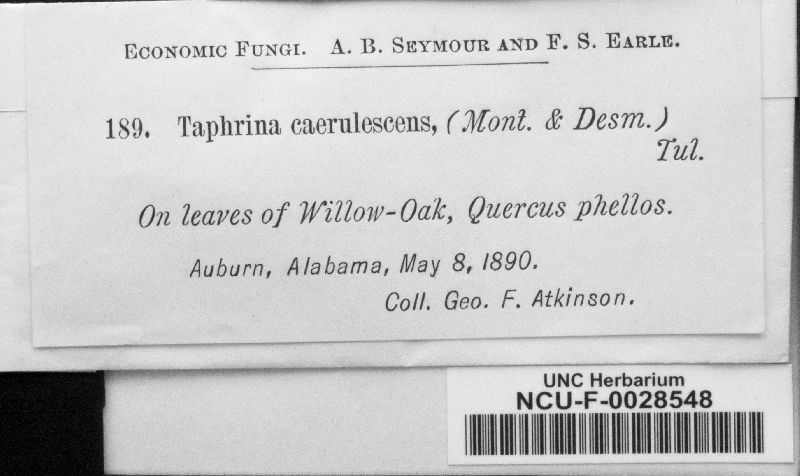 Economic Fungi. A. B. Seymour and F. S. Earle.
189. Taphrina caerulescens, (Mont. & Desm.)
Tul.
On leaves of Willow-Oak, Quercus phellos.
Auburn, Alabama, May 8, 1890.
Coll. Geo. F. Atkinson.
UNC Herbarium
NCU-F-0028548